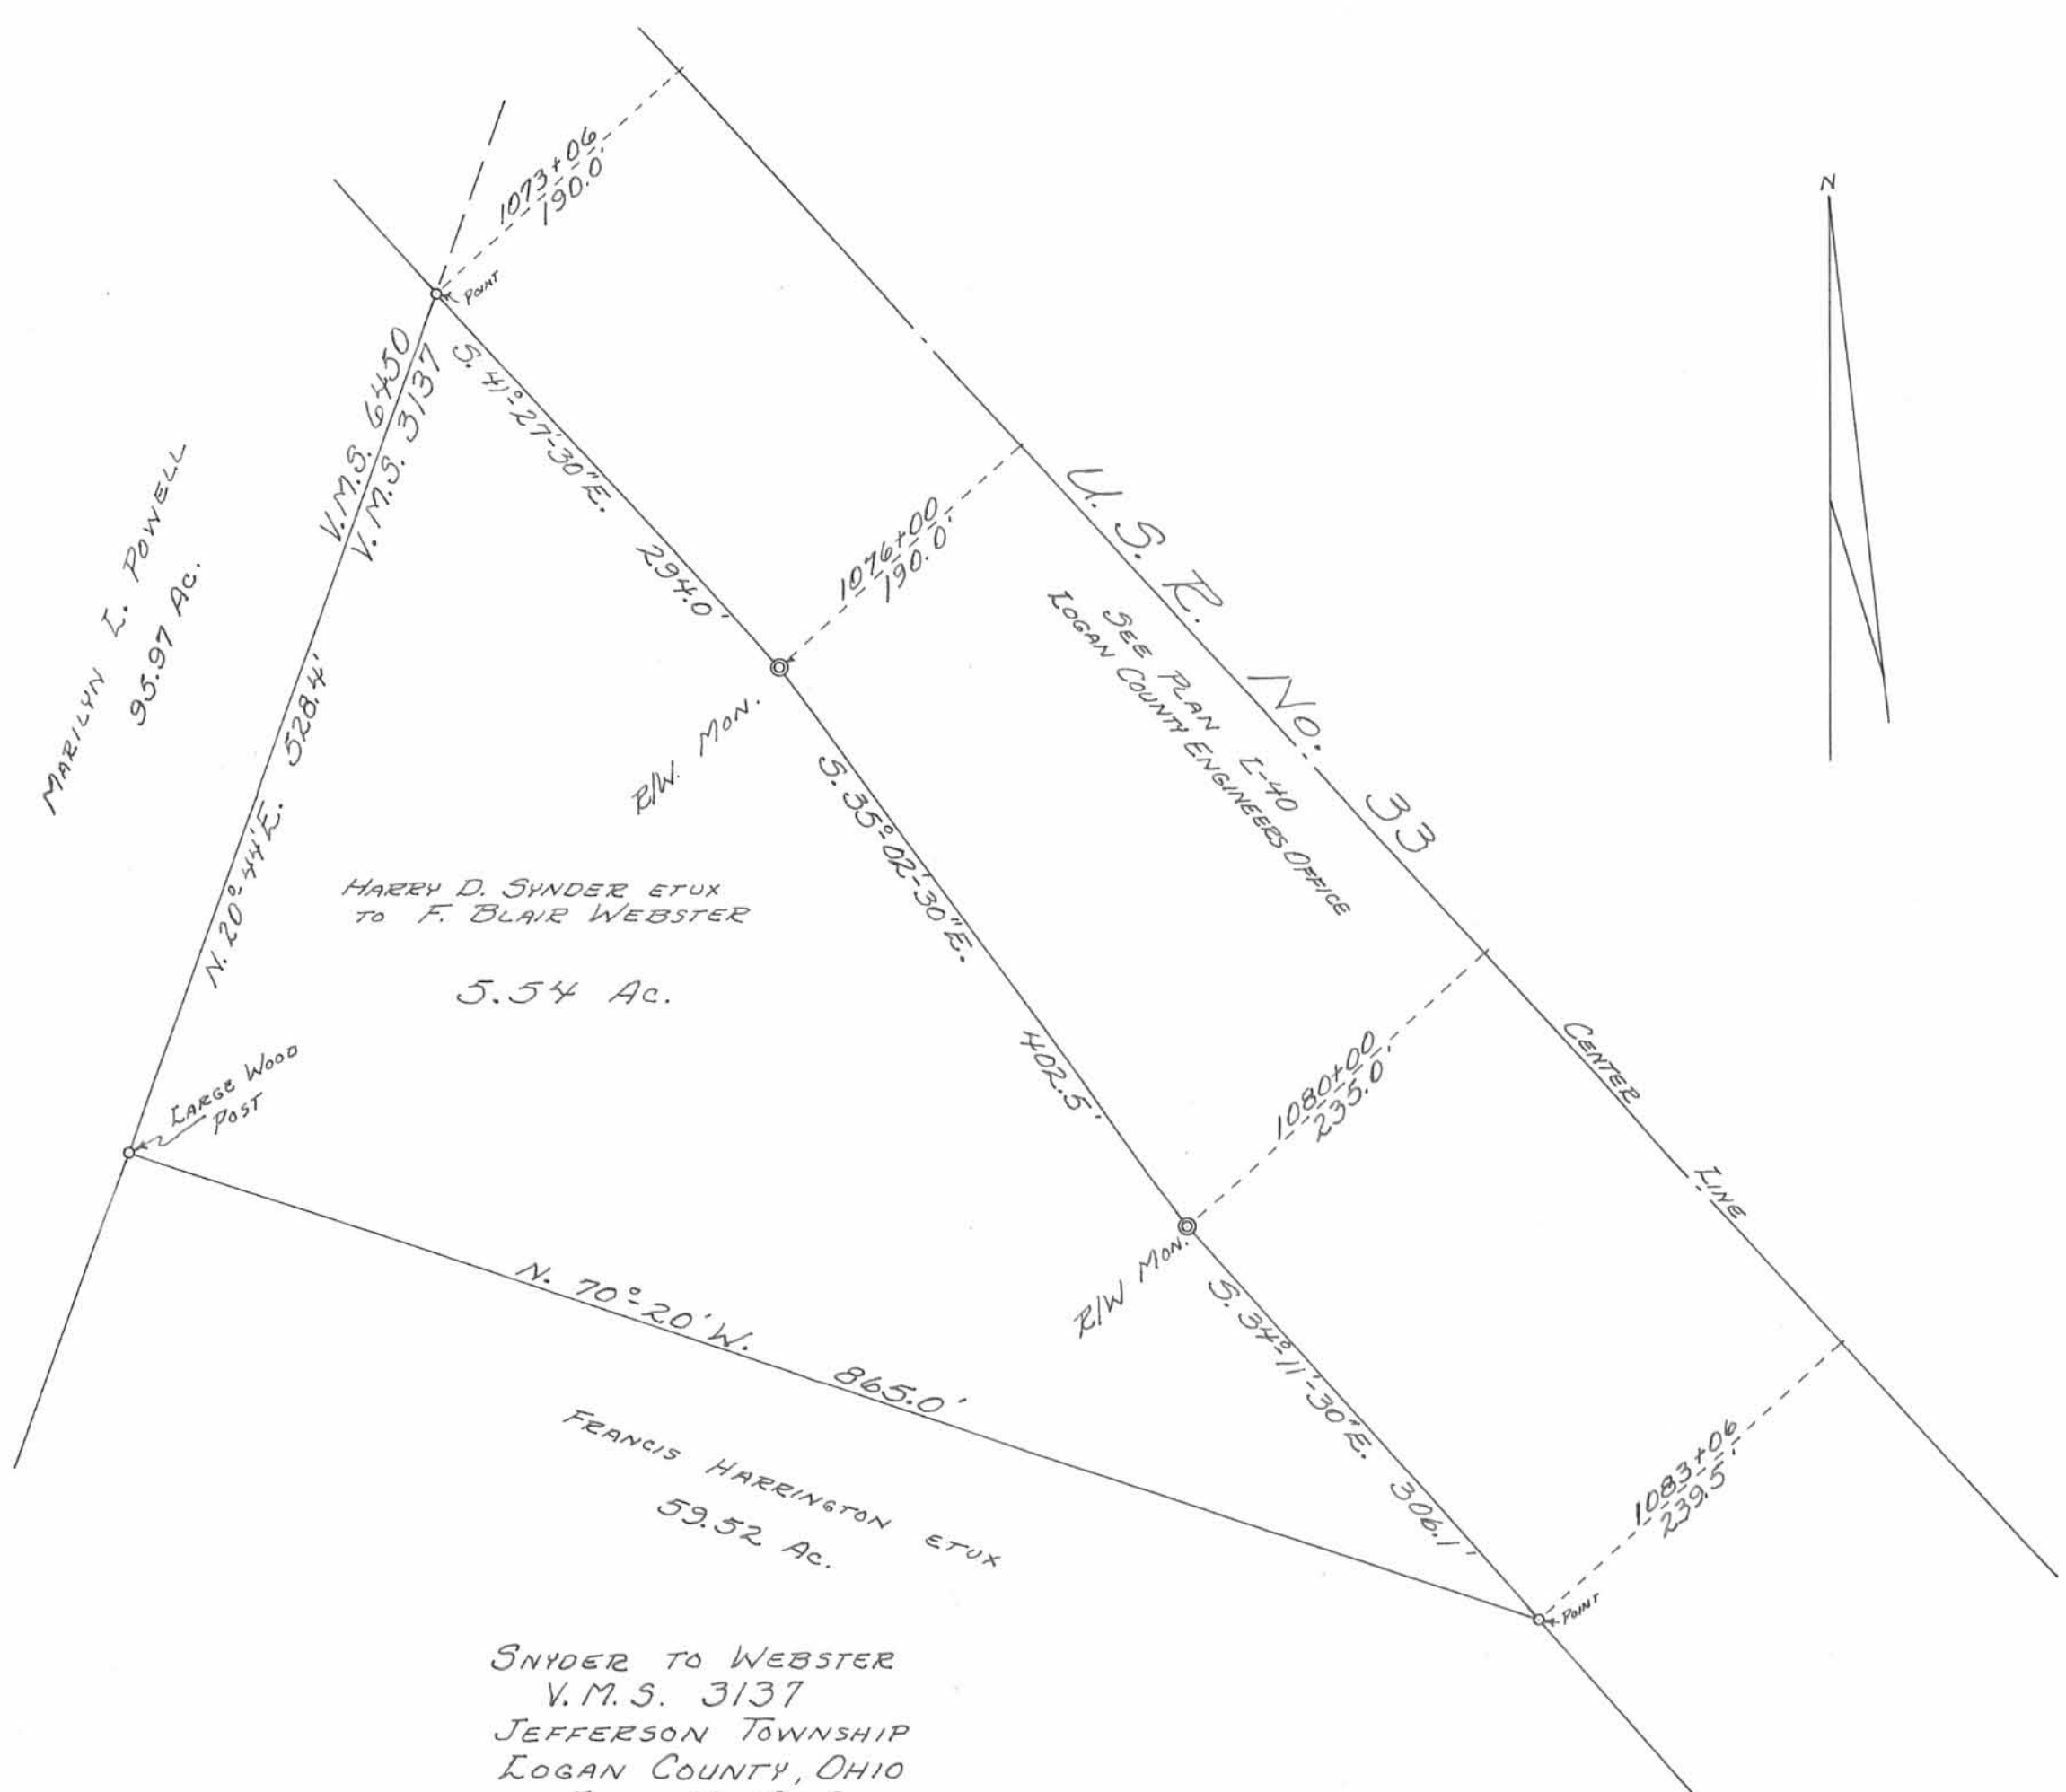 N
1073+06
190.0'
POINT
V.M.S. 6450
V.M.S. 3137
S. 41°-27'-30"E. 294.0'
MARILYN L. POWELL
95.97 AC.
N. 20°-44'E. 528.4'
1076+00
190.0'
U. S. R. NO. 33
SEE PLAN L-40
LOGAN COUNTY ENGINEERS OFFICE
R/W. MON.
S. 35°-02'-30"E. 402.5'
HARRY D. SYNDER ETUX
TO F. BLAIR WEBSTER
5.54 AC.
CENTER LINE
1080+00
235.0'
LARGE WOOD
POST
R/W MON.
S. 34°-11'-30"E. 306.1'
N. 70°-20'W. 865.0'
FRANCIS HARRINGTON ETUX
59.52 AC.
1083+06
239.5'
POINT
SNYDER TO WEBSTER
V.M.S. 3137
JEFFERSON TOWNSHIP
LOGAN COUNTY, OHIO